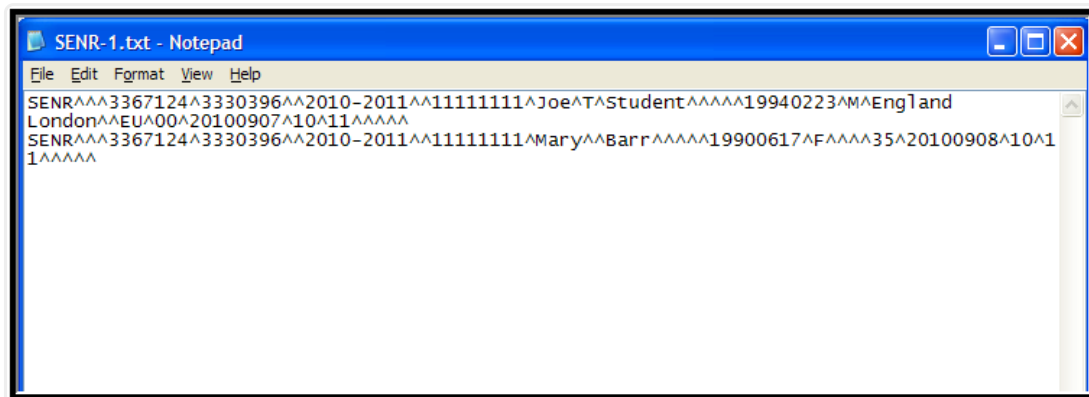 SENR-1.txt - Notepad
File Edit Format View Help
SENR^^^3367124^3330396^^2010-2011^^11111111^Joe^T^Student^^^^^19940223^M^England
London^^EU^00^20100907^10^11^^^^^
SENR^^^3367124^3330396^^2010-2011^^11111111^Mary^^Barr^^^^^19900617^F^^^^35^20100908^10^1
1^^^^^